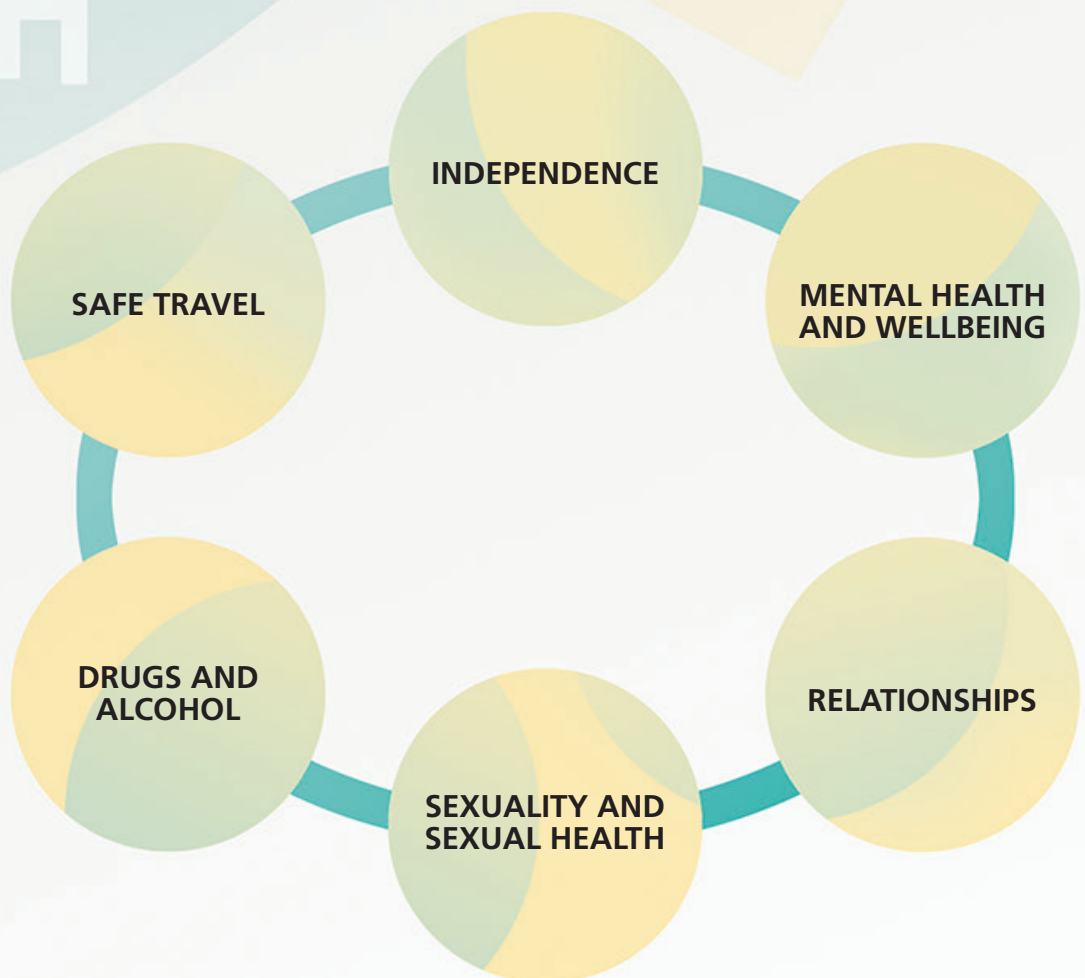 INDEPENDENCE
MENTAL HEALTH
AND WELLBEING
RELATIONSHIPS
SEXUALITY AND
SEXUAL HEALTH
DRUGS AND
ALCOHOL
SAFE TRAVEL